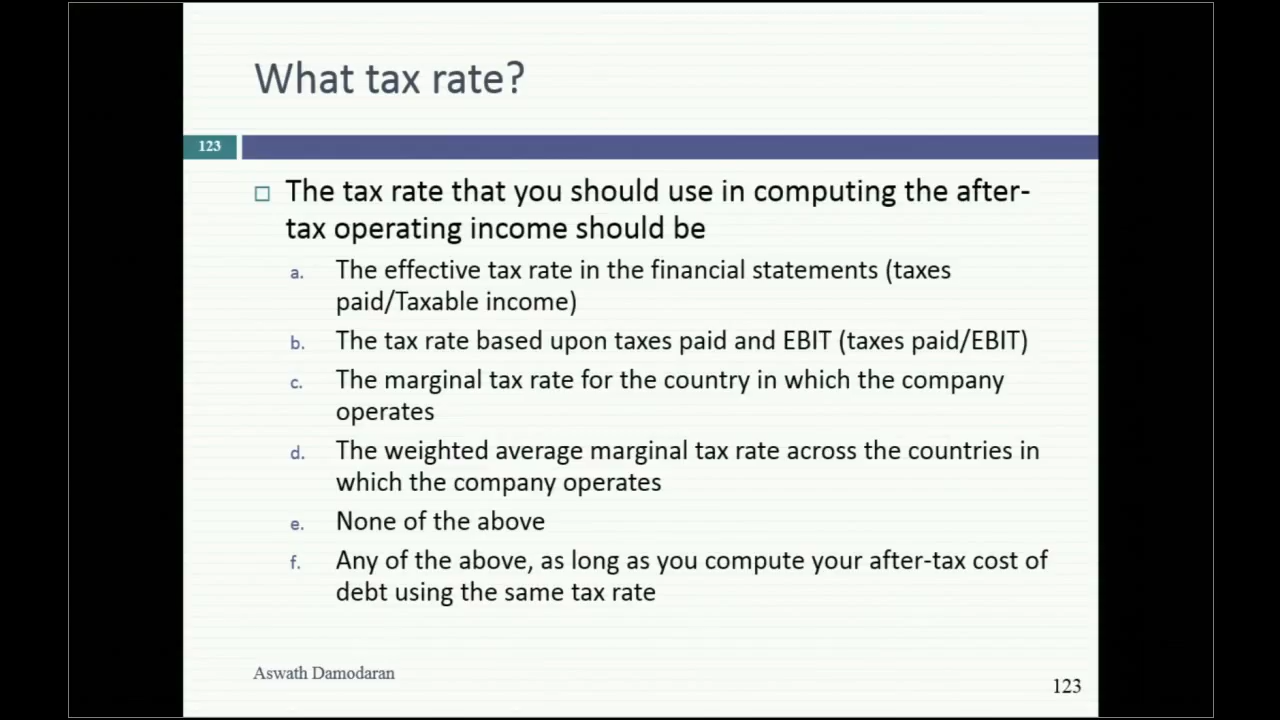 What tax rate?
123
The tax rate that you should use in computing the after-
tax operating income should be
a. The effective tax rate in the financial statements (taxes
paid/Taxable income)
b. The tax rate based upon taxes paid and EBIT (taxes paid/EBIT)
c. The marginal tax rate for the country in which the company
operates
d. The weighted average marginal tax rate across the countries in
which the company operates
e. None of the above
f. Any of the above, as long as you compute your after-tax cost of
debt using the same tax rate
Aswath Damodaran
123